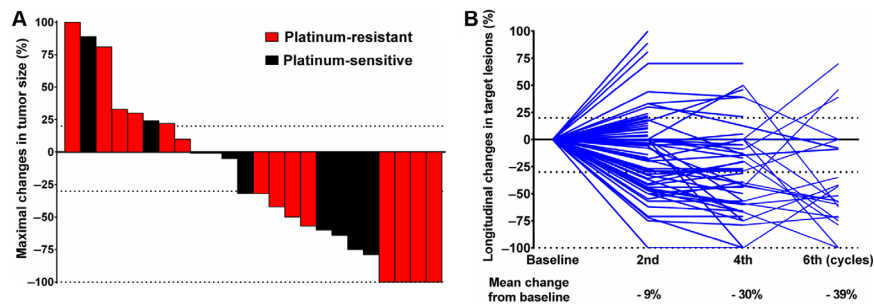 A
Maximal changes in tumor size (%)
100
75
50
25
0
−25
−50
−75
−100
Platinum-resistant
Platinum-sensitive
B
Longitudinal changes in target lesions (%)
100
75
50
25
0
−25
−50
−75
−100
Baseline 2nd 4th 6th (cycles)
Mean change
from baseline
- 9% - 30% - 39%